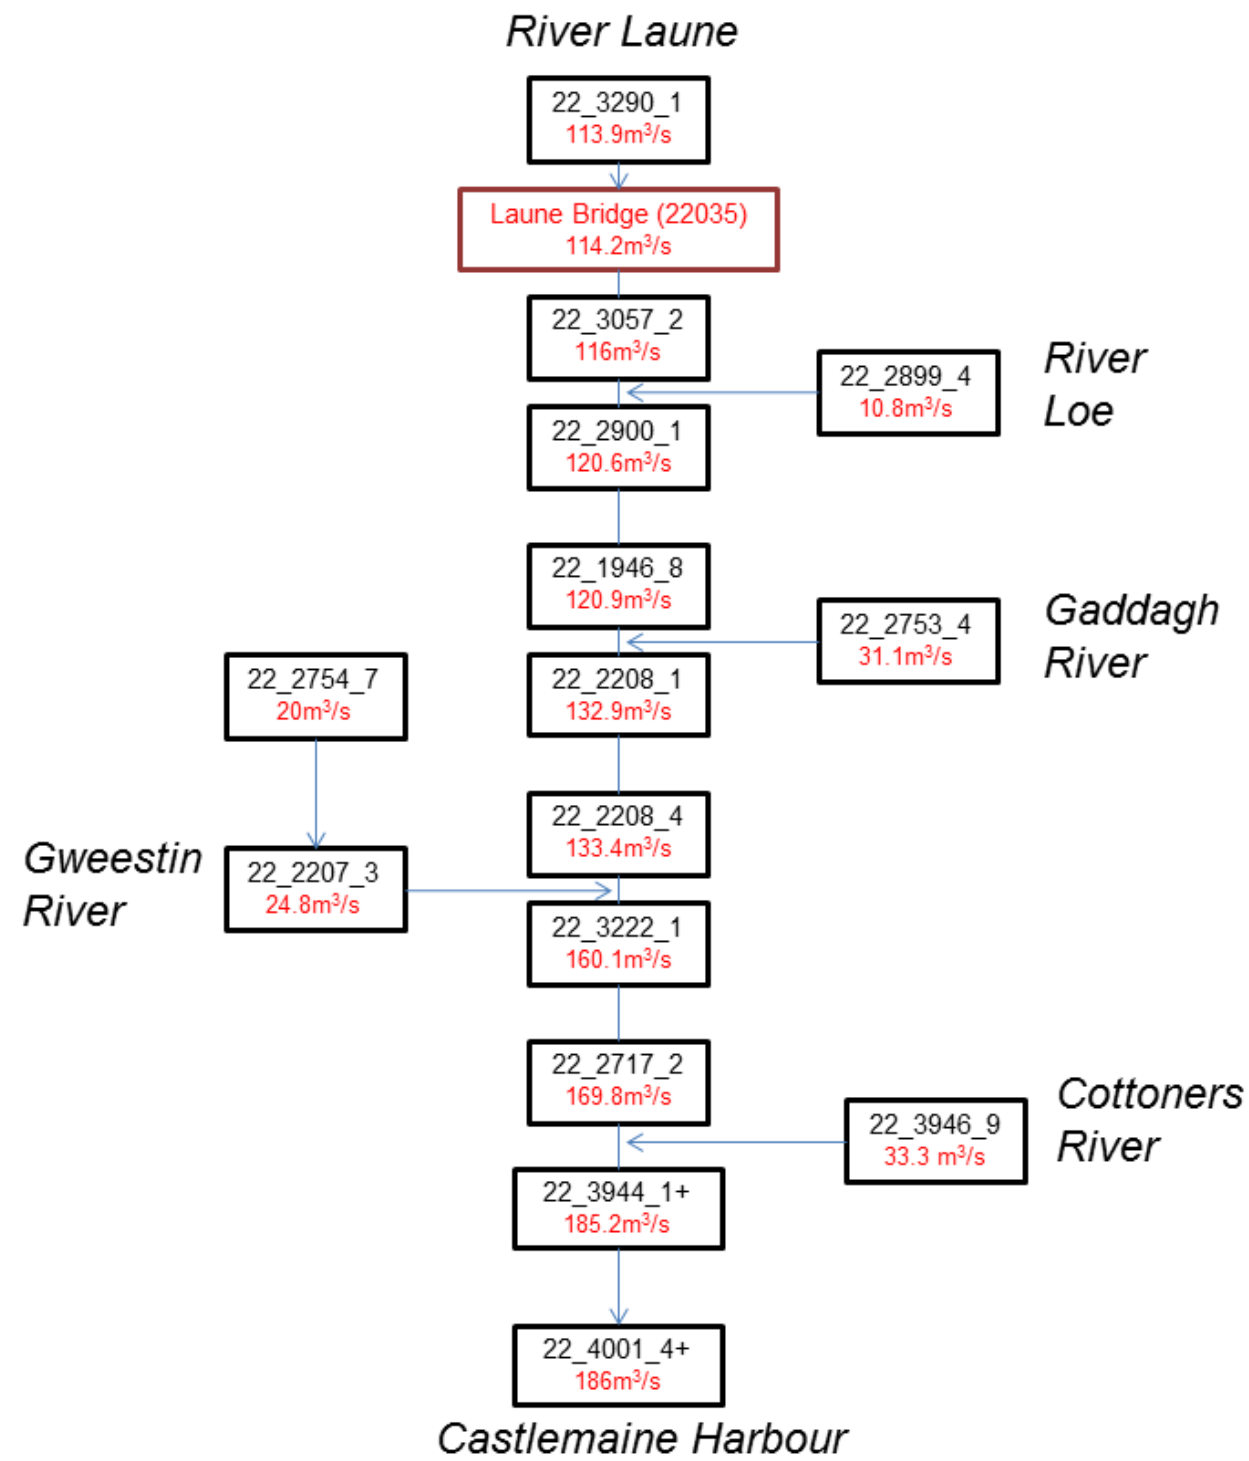 River Laune
22_3290_1
113.9m³/s
Laune Bridge (22035)
114.2m³/s
22_3057_2
116m³/s
22_2899_4
10.8m³/s
River
Loe
22_2900_1
120.6m³/s
22_1946_8
120.9m³/s
22_2753_4
31.1m³/s
Gaddagh
River
22_2754_7
20m³/s
22_2208_1
132.9m³/s
22_2208_4
133.4m³/s
Gweestin
River
22_2207_3
24.8m³/s
22_3222_1
160.1m³/s
22_2717_2
169.8m³/s
22_3946_9
33.3 m³/s
Cottoners
River
22_3944_1+
185.2m³/s
22_4001_4+
186m³/s
Castlemaine Harbour